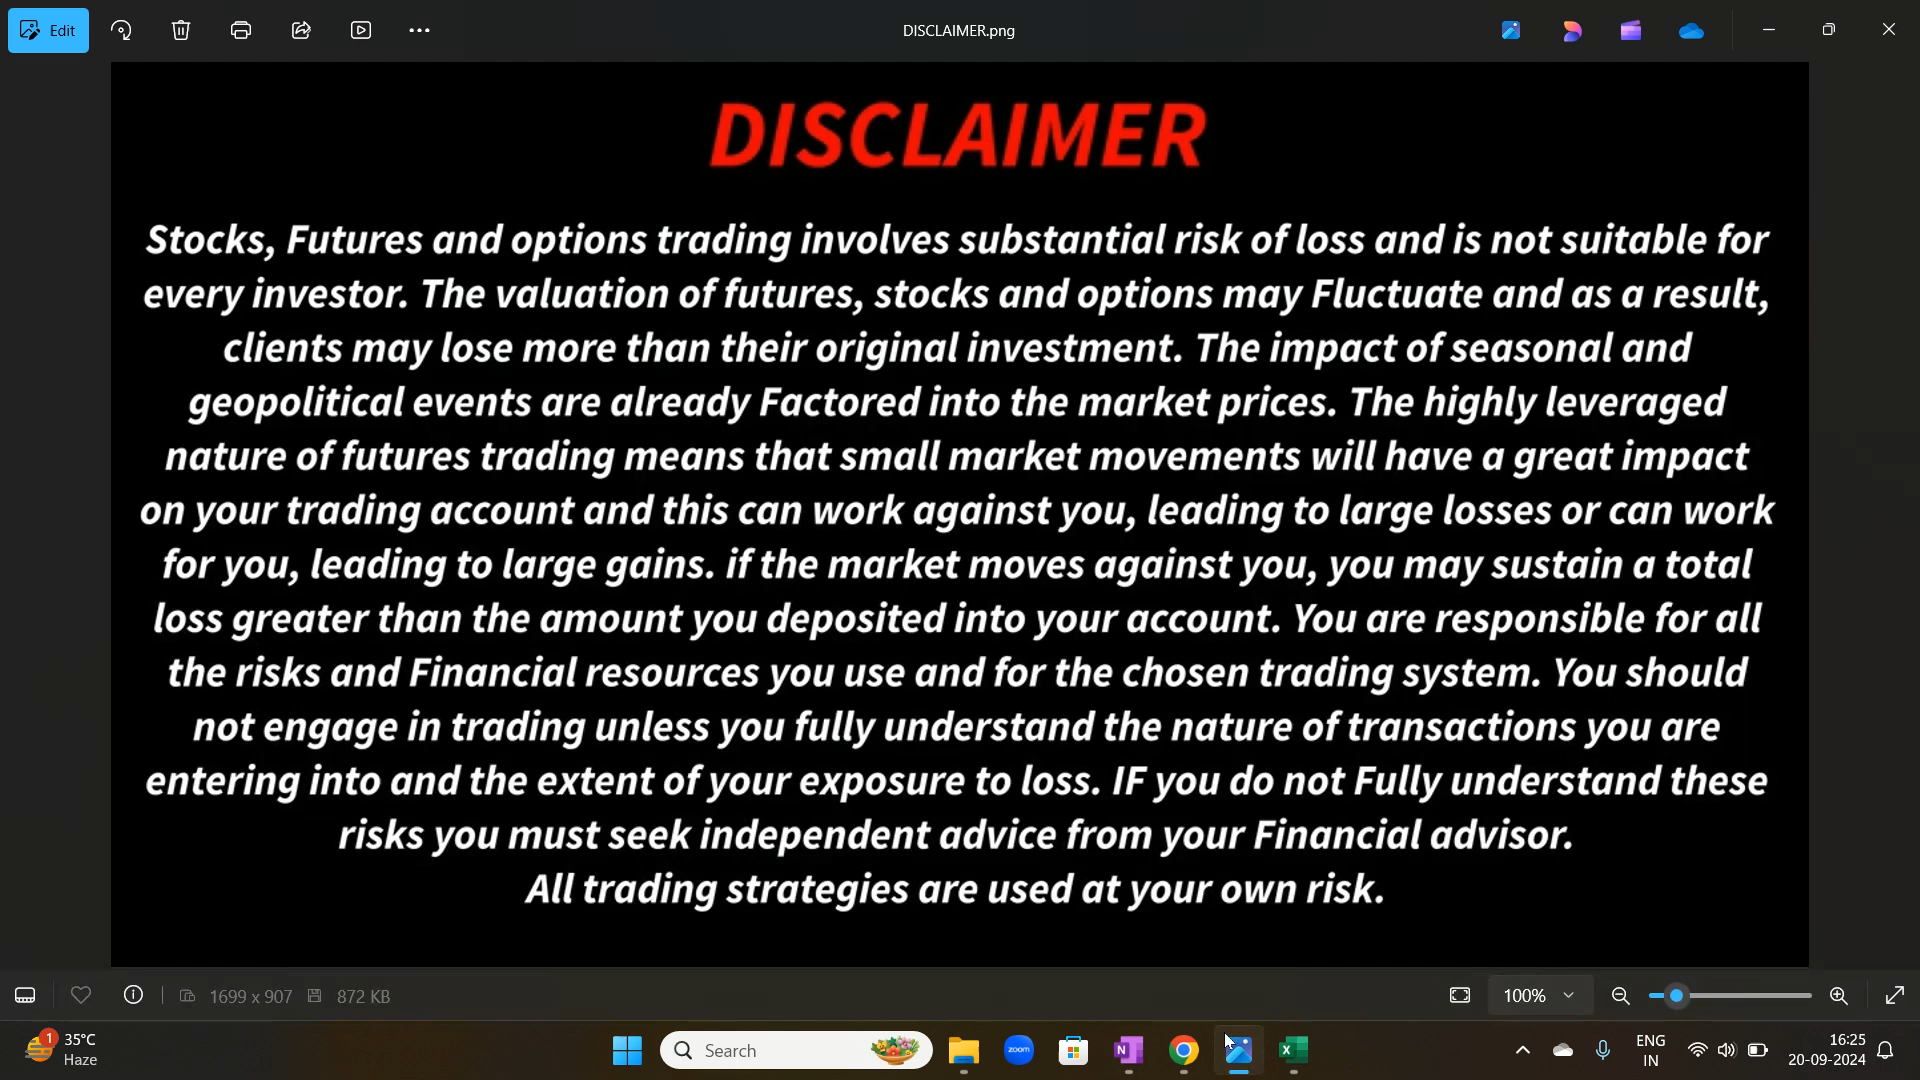 Edit
DISCLAIMER.png
DISCLAIMER
Stocks, Futures and options trading involves substantial risk of loss and is not suitable for
every investor. The valuation of futures, stocks and options may Fluctuate and as a result,
clients may lose more than their original investment. The impact of seasonal and
geopolitical events are already Factored into the market prices. The highly leveraged
nature of futures trading means that small market movements will have a great impact
on your trading account and this can work against you, leading to large losses or can work
for you, leading to large gains. if the market moves against you, you may sustain a total
loss greater than the amount you deposited into your account. You are responsible for all
the risks and Financial resources you use and for the chosen trading system. You should
not engage in trading unless you fully understand the nature of transactions you are
entering into and the extent of your exposure to loss. IF you do not Fully understand these
risks you must seek independent advice from your Financial advisor.
All trading strategies are used at your own risk.
1699 x 907 872 KB
100%
1
35°C
Haze
Search
zoom
N
X
ENG
IN
16:25
20-09-2024